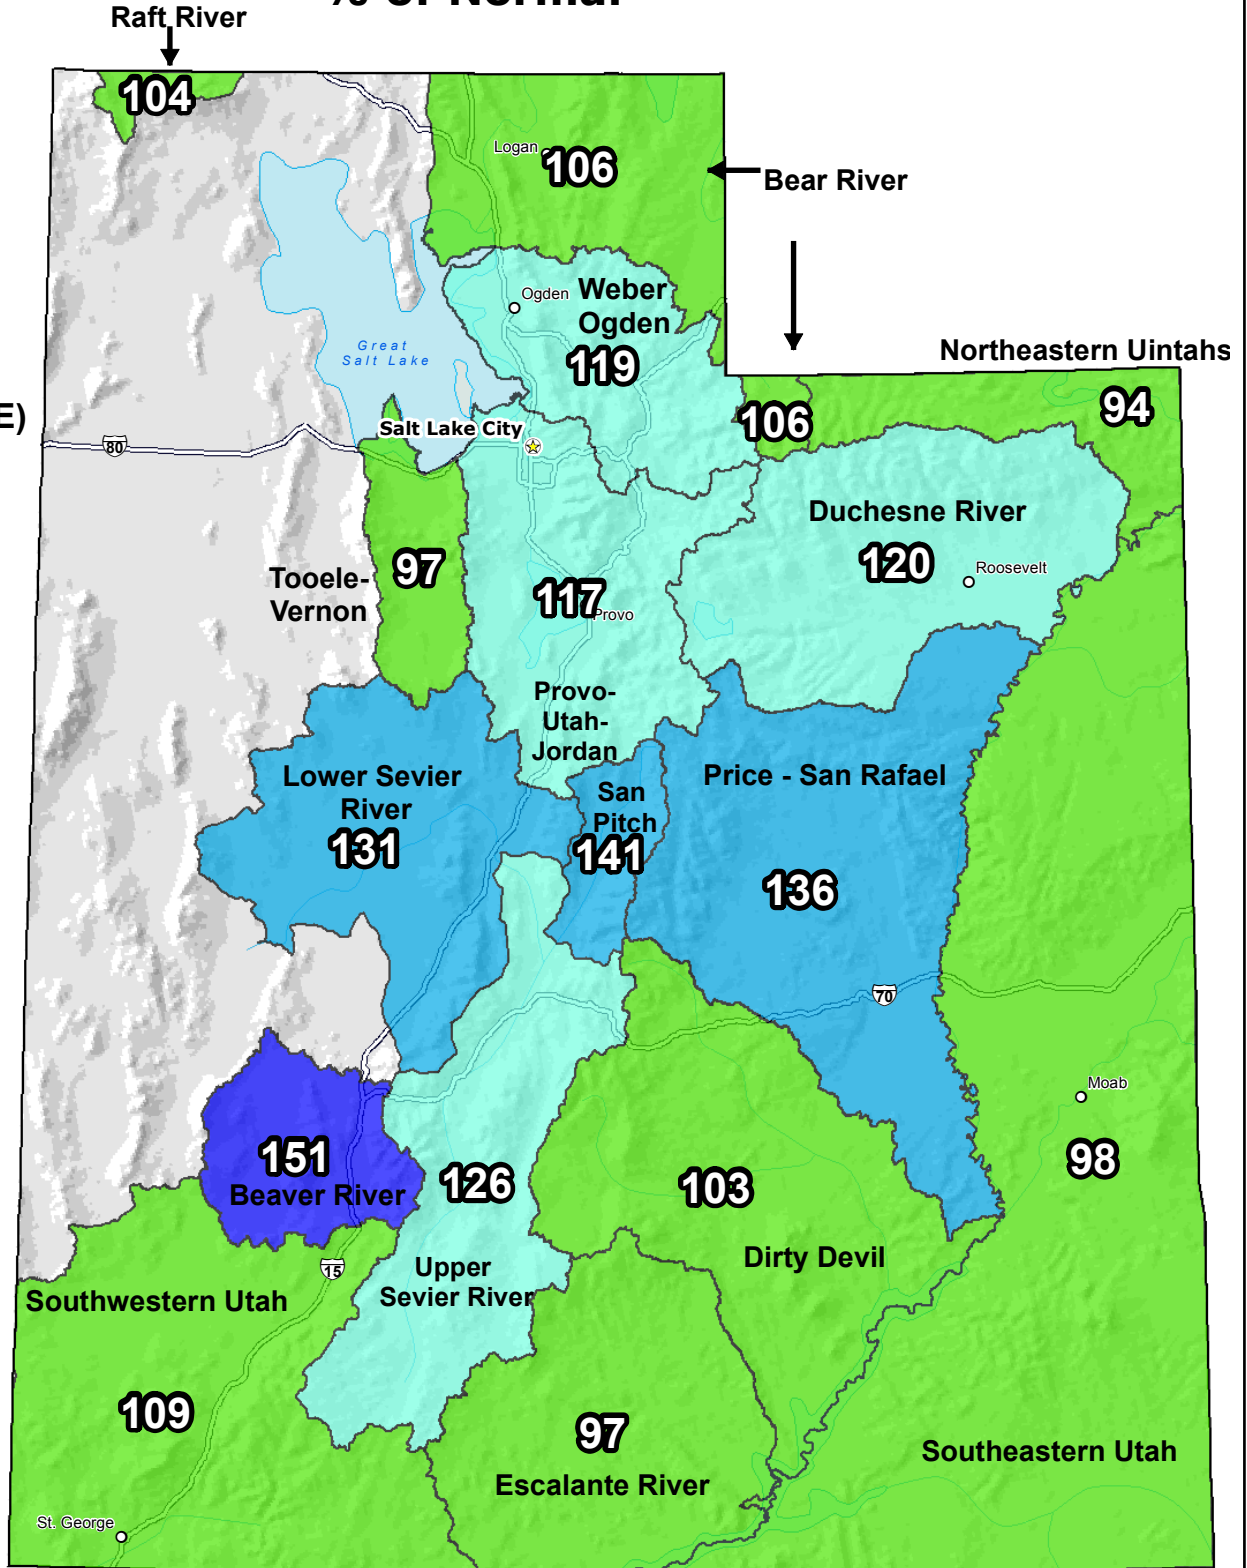 % of Normal
Raft River
104
Logan
106
Bear River
Ogden
Weber
Ogden
119
Great
Salt Lake
Northeastern Uintahs
E)
94
106
Salt Lake City
80
Duchesne River
120
Roosevelt
97
Tooele-
Vernon
117
Provo
Provo-
Utah-
Jordan
Lower Sevier
River
131
San
Pitch
141
Price - San Rafael
136
70
Moab
98
151
Beaver River
126
103
Dirty Devil
15
Upper
Sevier River
Southwestern Utah
109
97
Escalante River
Southeastern Utah
St. George